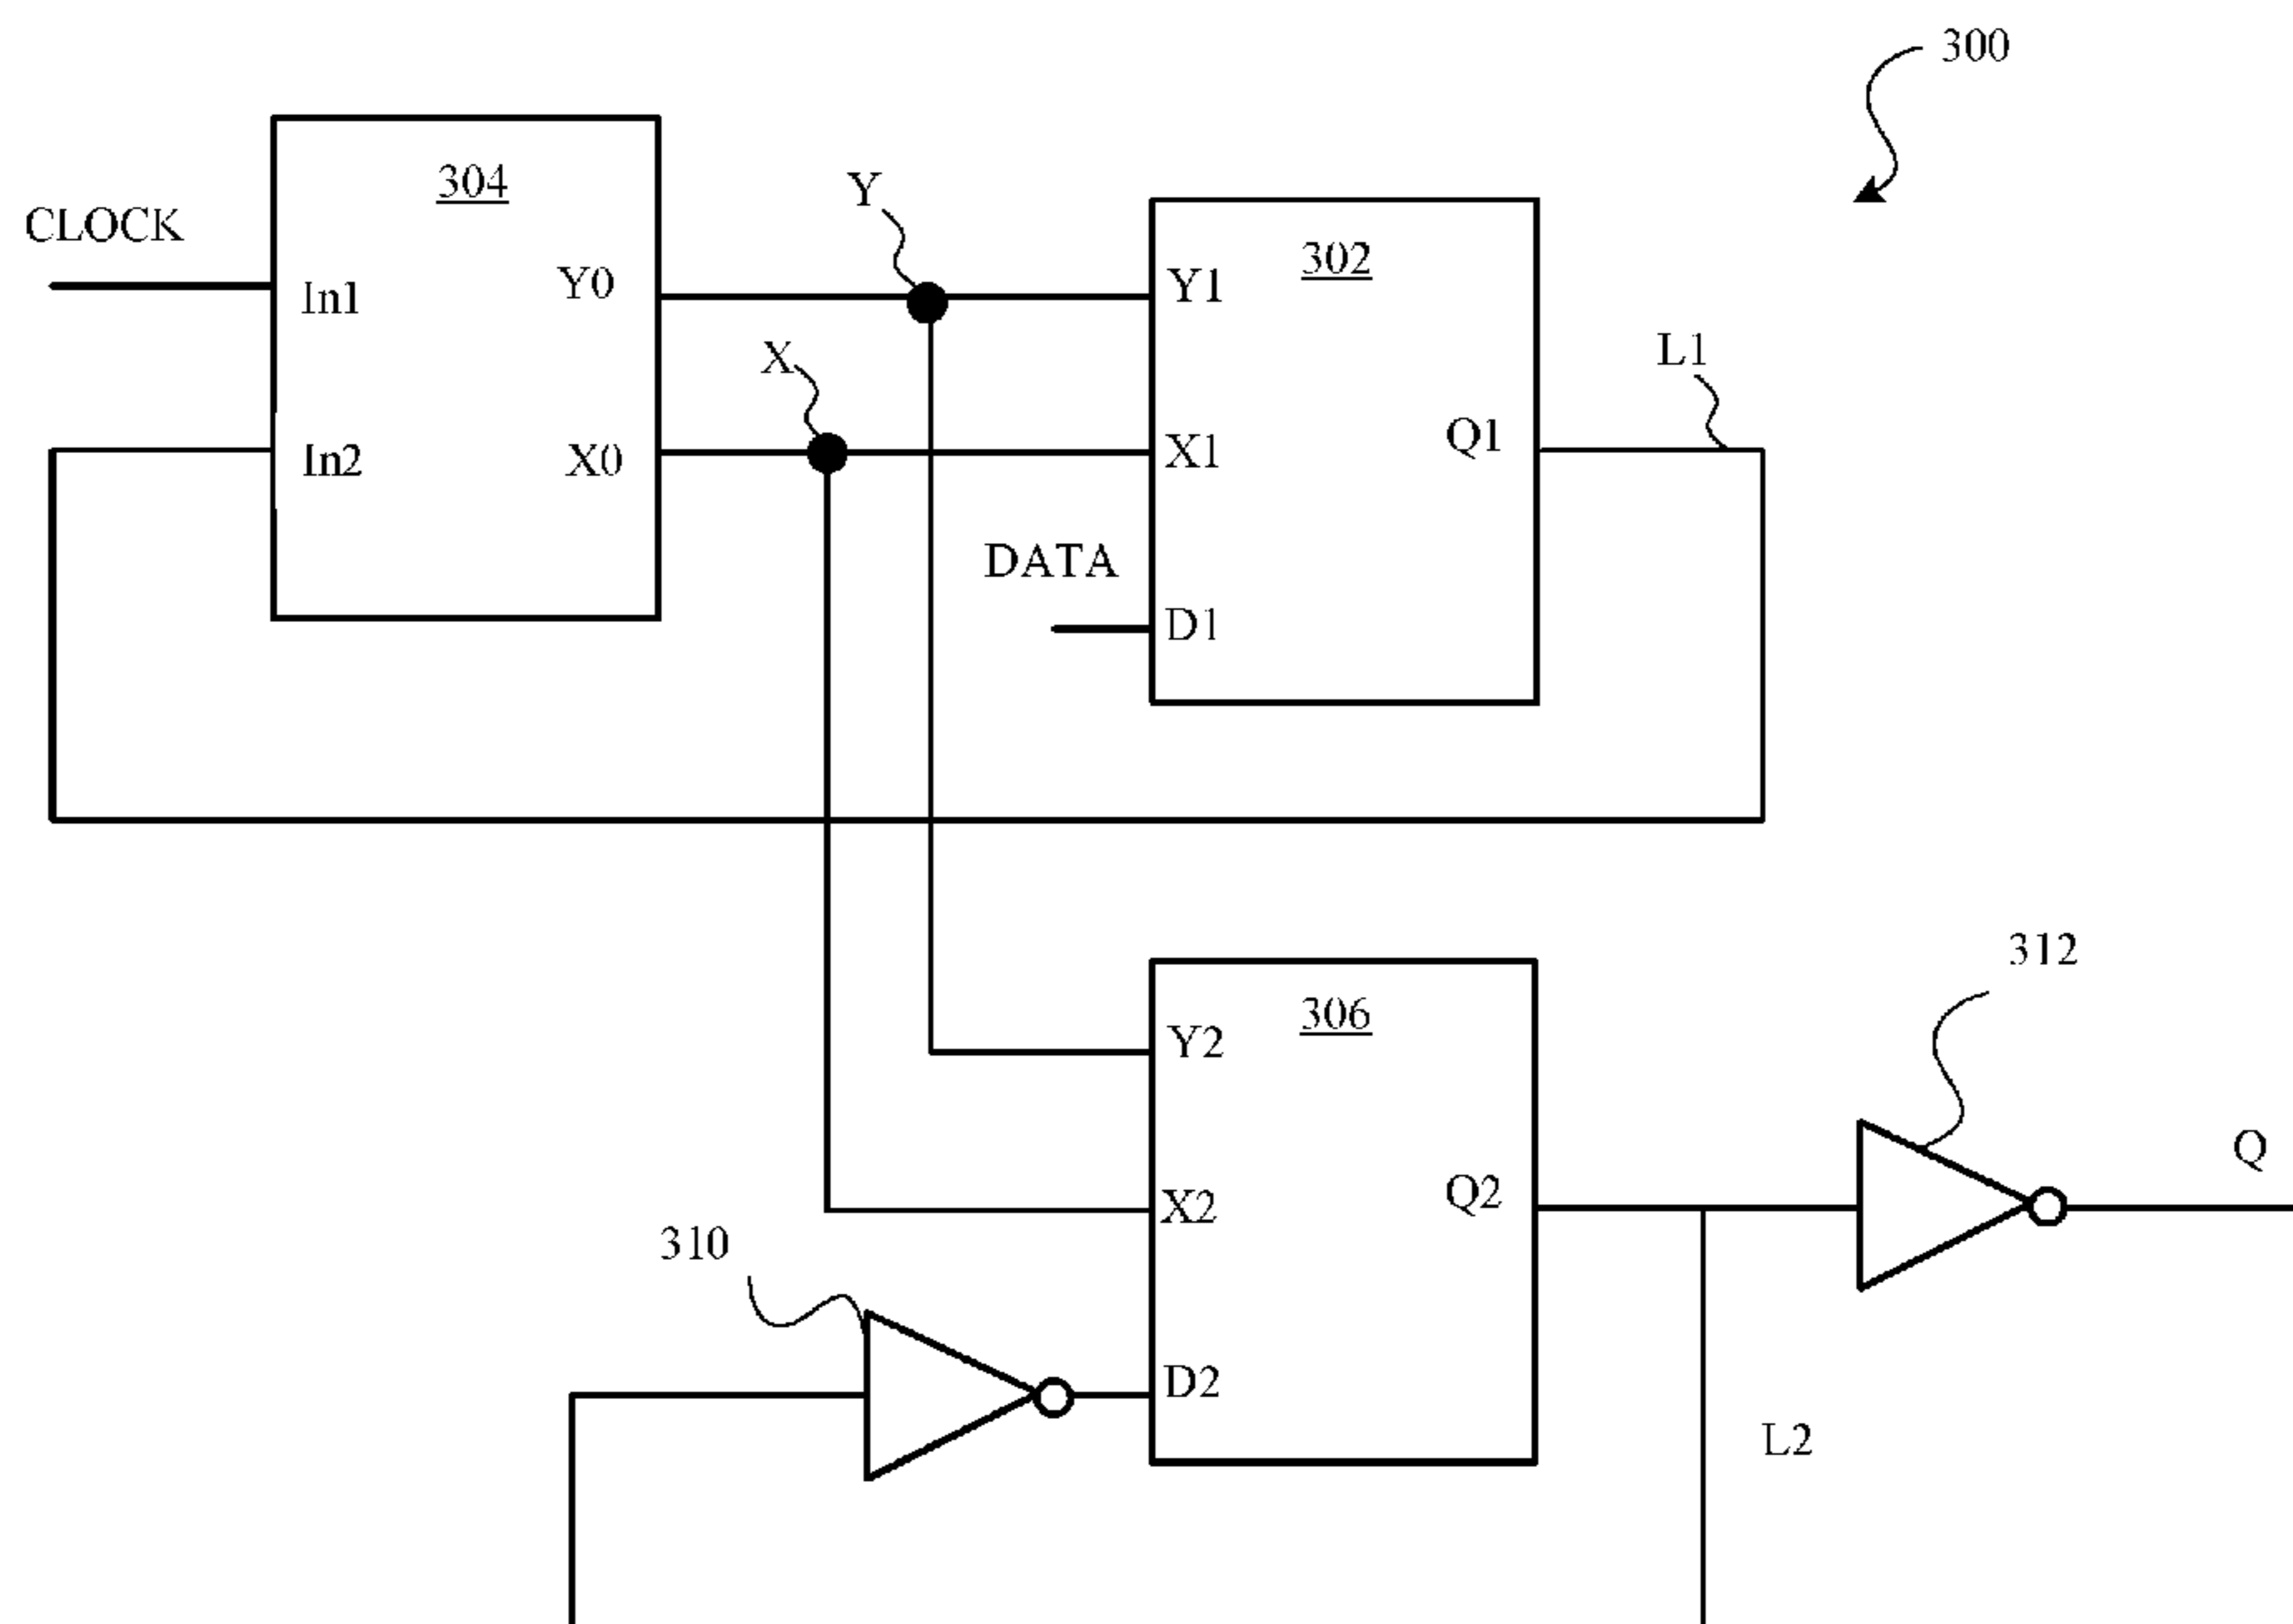 300
304
CLOCK
In1
Y0
In2
X0
Y
X
302
Y1
X1
Q1
DATA
D1
L1
306
Y2
X2
Q2
D2
310
312
Q
L2